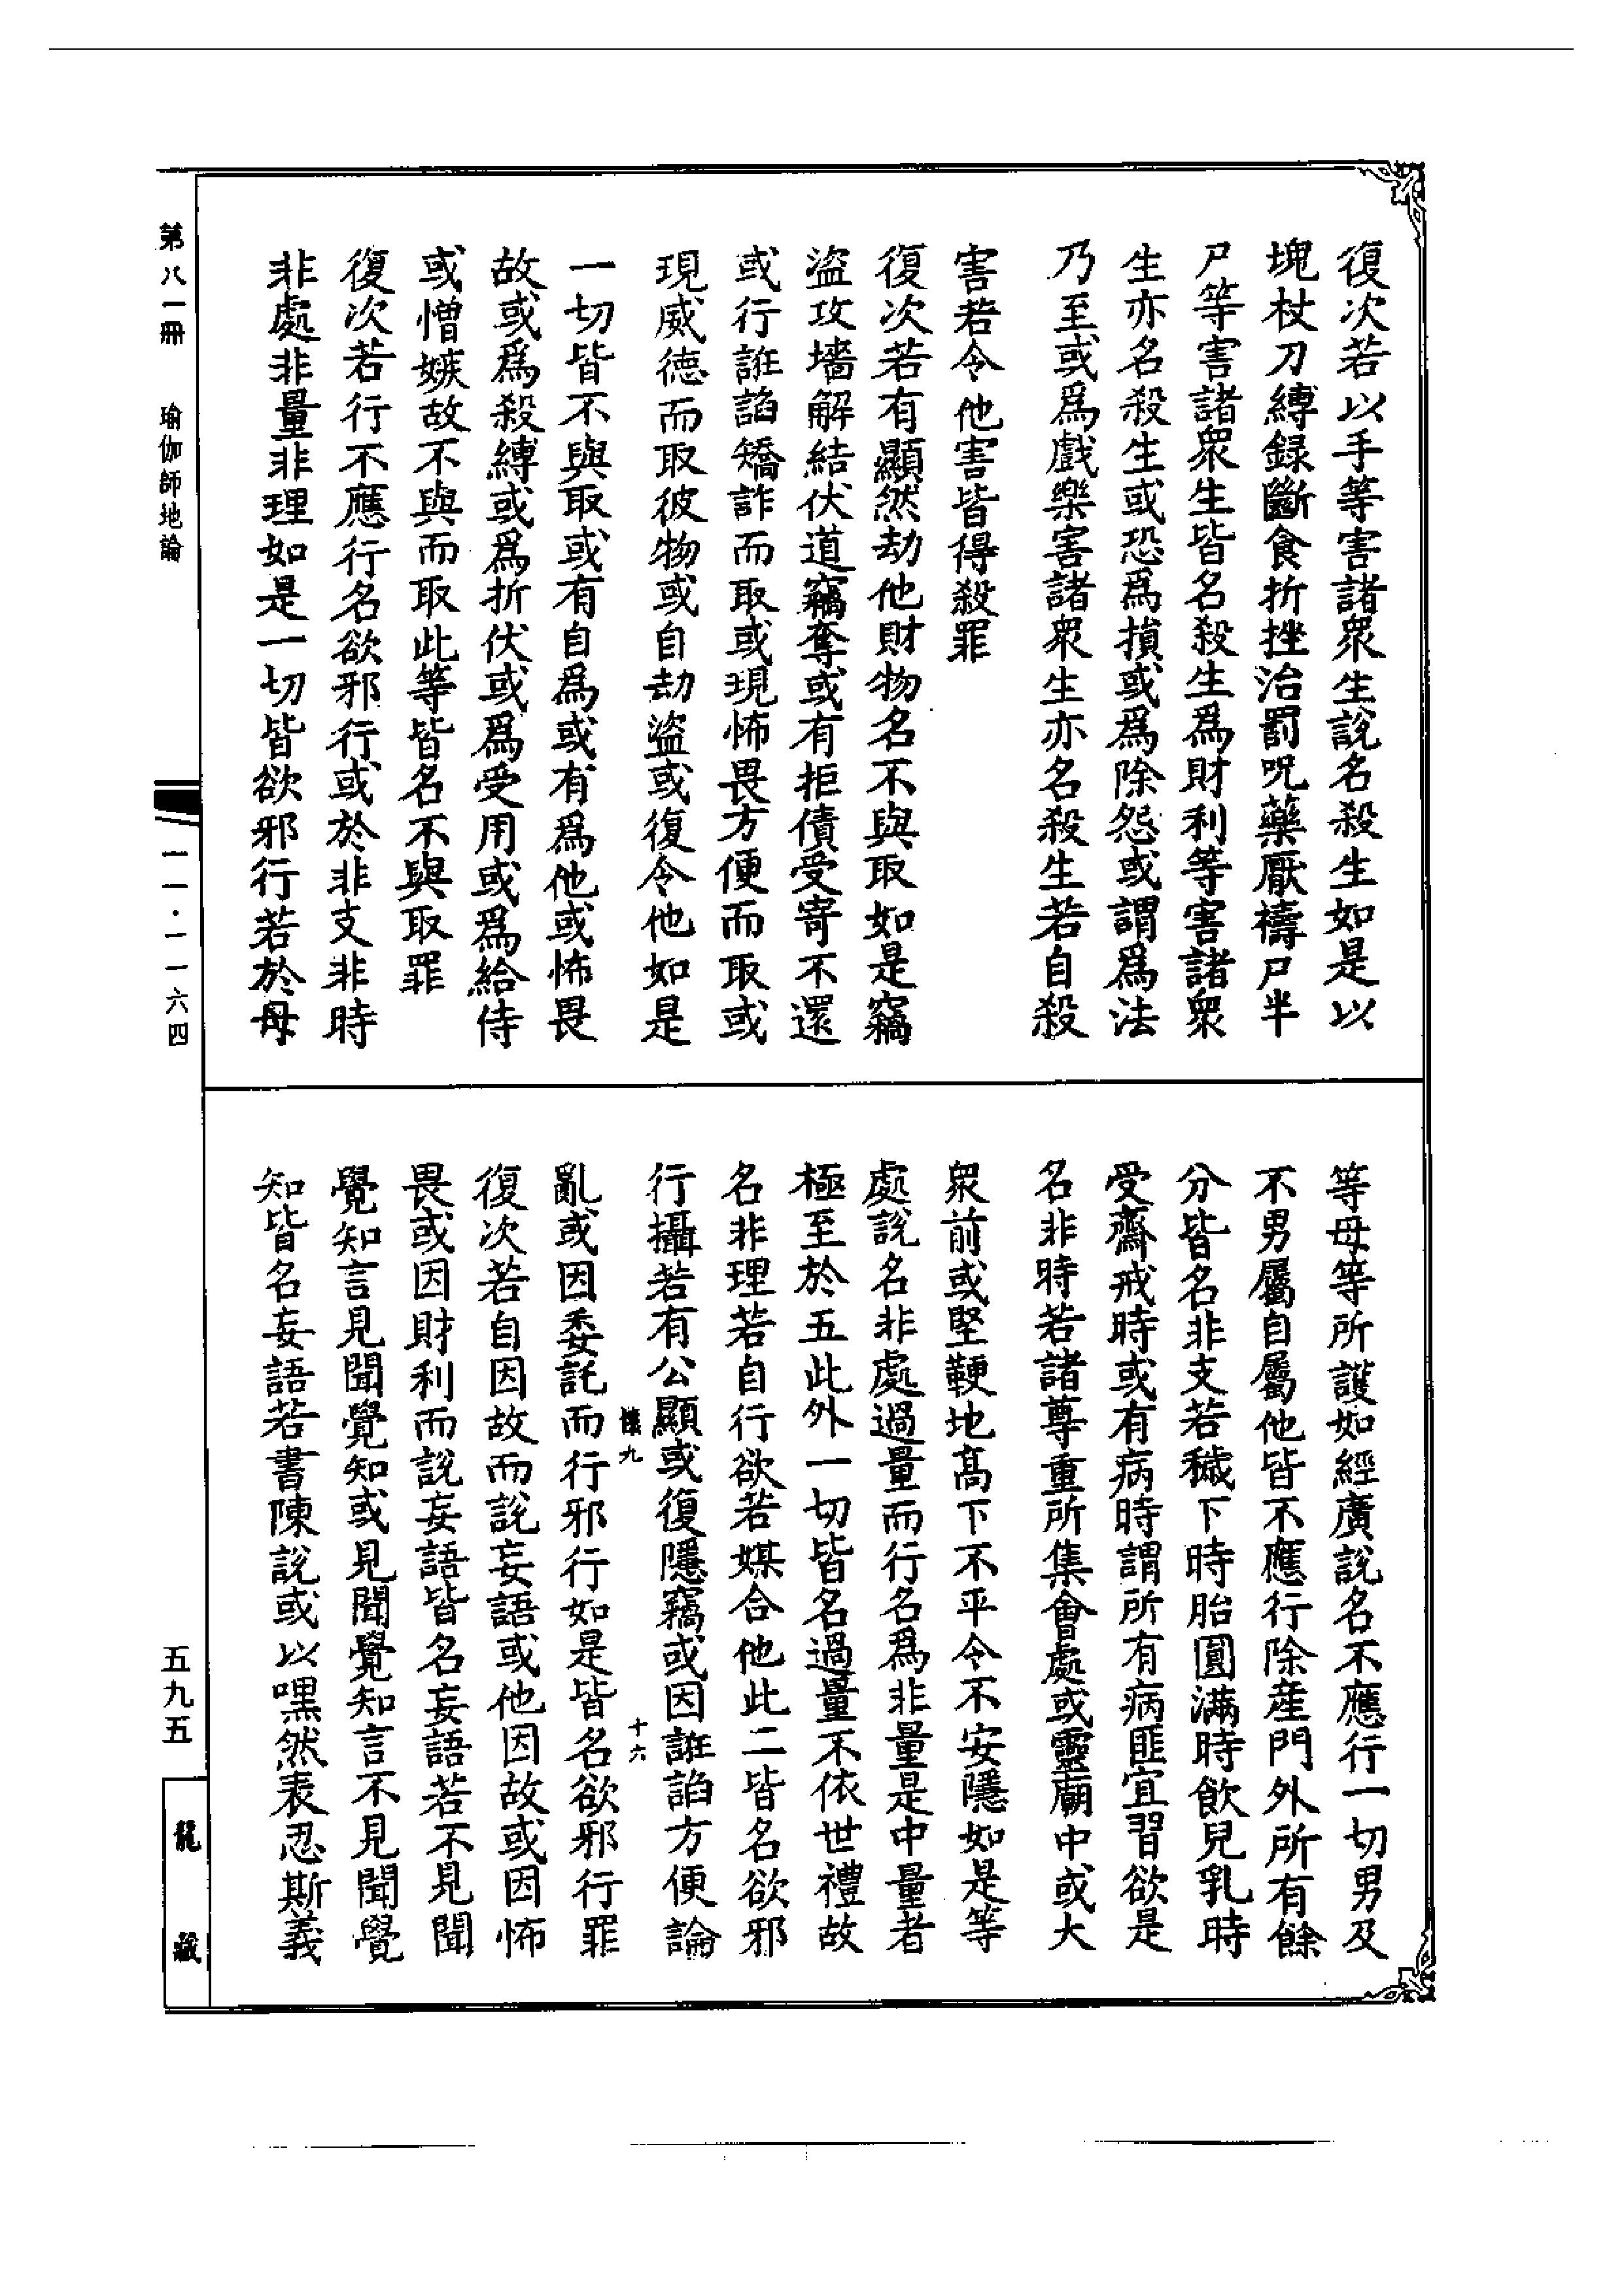 復次若以手等害諸衆生說名殺生如是以
塊杖刀縛録斷食折挫治罰呪藥厭禱尸半
尸等害諸衆生皆名殺生爲財利等害諸衆
生亦名殺生或恐爲損或爲除怨或謂爲法
乃至或爲戲樂害諸衆生亦名殺生若自殺
害若令他害皆得殺罪
復次若有顯然劫他財物名不與取如是竊
盜攻墻解結伏道竊奪或有拒債受寄不還
或行誑諂矯詐而取或現怖畏方便而取或
現威德而取彼物或自劫盜或復令他如是
一切皆不與取或有自爲或有爲他或怖畏
故或爲殺縛或爲折伏或爲受用或爲給侍
或憎嫉故不與而取此等皆名不與取罪
復次若行不應行名欲邪行或於非支非時
非處非量非理如是一切皆欲邪行若於母
等母等所護如經廣說名不應行一切男及
不男屬自屬他皆不應行除産門外所有餘
分皆名非支若穢下時胎圓滿時飲兒乳時
受齋戒時或有病時謂所有病匪宜習欲是
名非時若諸尊重所集會處或靈廟中或大
衆前或堅鞕地高下不平令不安隱如是等
處說名非處過量而行名爲非量是中量者
極至於五此外一切皆名過量不依世禮故
名非理若自行欲若媒合他此二皆名欲邪
行攝若有公顯或復隱竊或因誑諂方便論
亂或因委託而行邪行如是皆名欲邪行罪
復次若自因故而說妄語或他因故或因怖
畏或因財利而說妄語皆名妄語若不見聞
覺知言見聞覺知或見聞覺知言不見聞覺
知皆名妄語若書陳說或以嘿然表忍斯義
九
十六
第八一冊 瑜伽師地論
一一·一一六四
五九五
龍藏